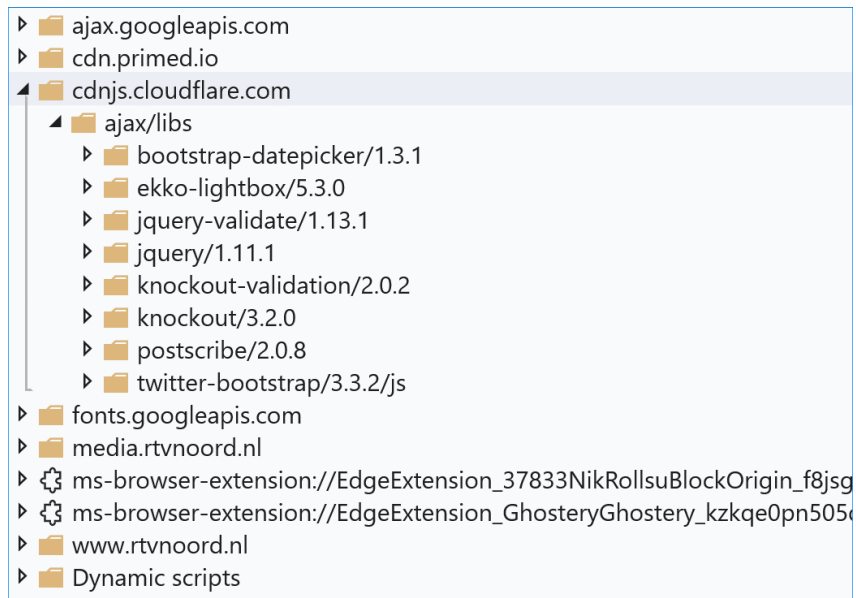 ajax.googleapis.com
cdn.primed.io
cdnjs.cloudflare.com
ajax/libs
bootstrap-datepicker/1.3.1
ekko-lightbox/5.3.0
jquery-validate/1.13.1
jquery/1.11.1
knockout-validation/2.0.2
knockout/3.2.0
postscribe/2.0.8
twitter-bootstrap/3.3.2/js
fonts.googleapis.com
media.rtvnoord.nl
ms-browser-extension://EdgeExtension_37833NikRollsuBlockOrigin_f8jsg
ms-browser-extension://EdgeExtension_GhosteryGhostery_kzkqe0pn505
www.rtvnoord.nl
Dynamic scripts